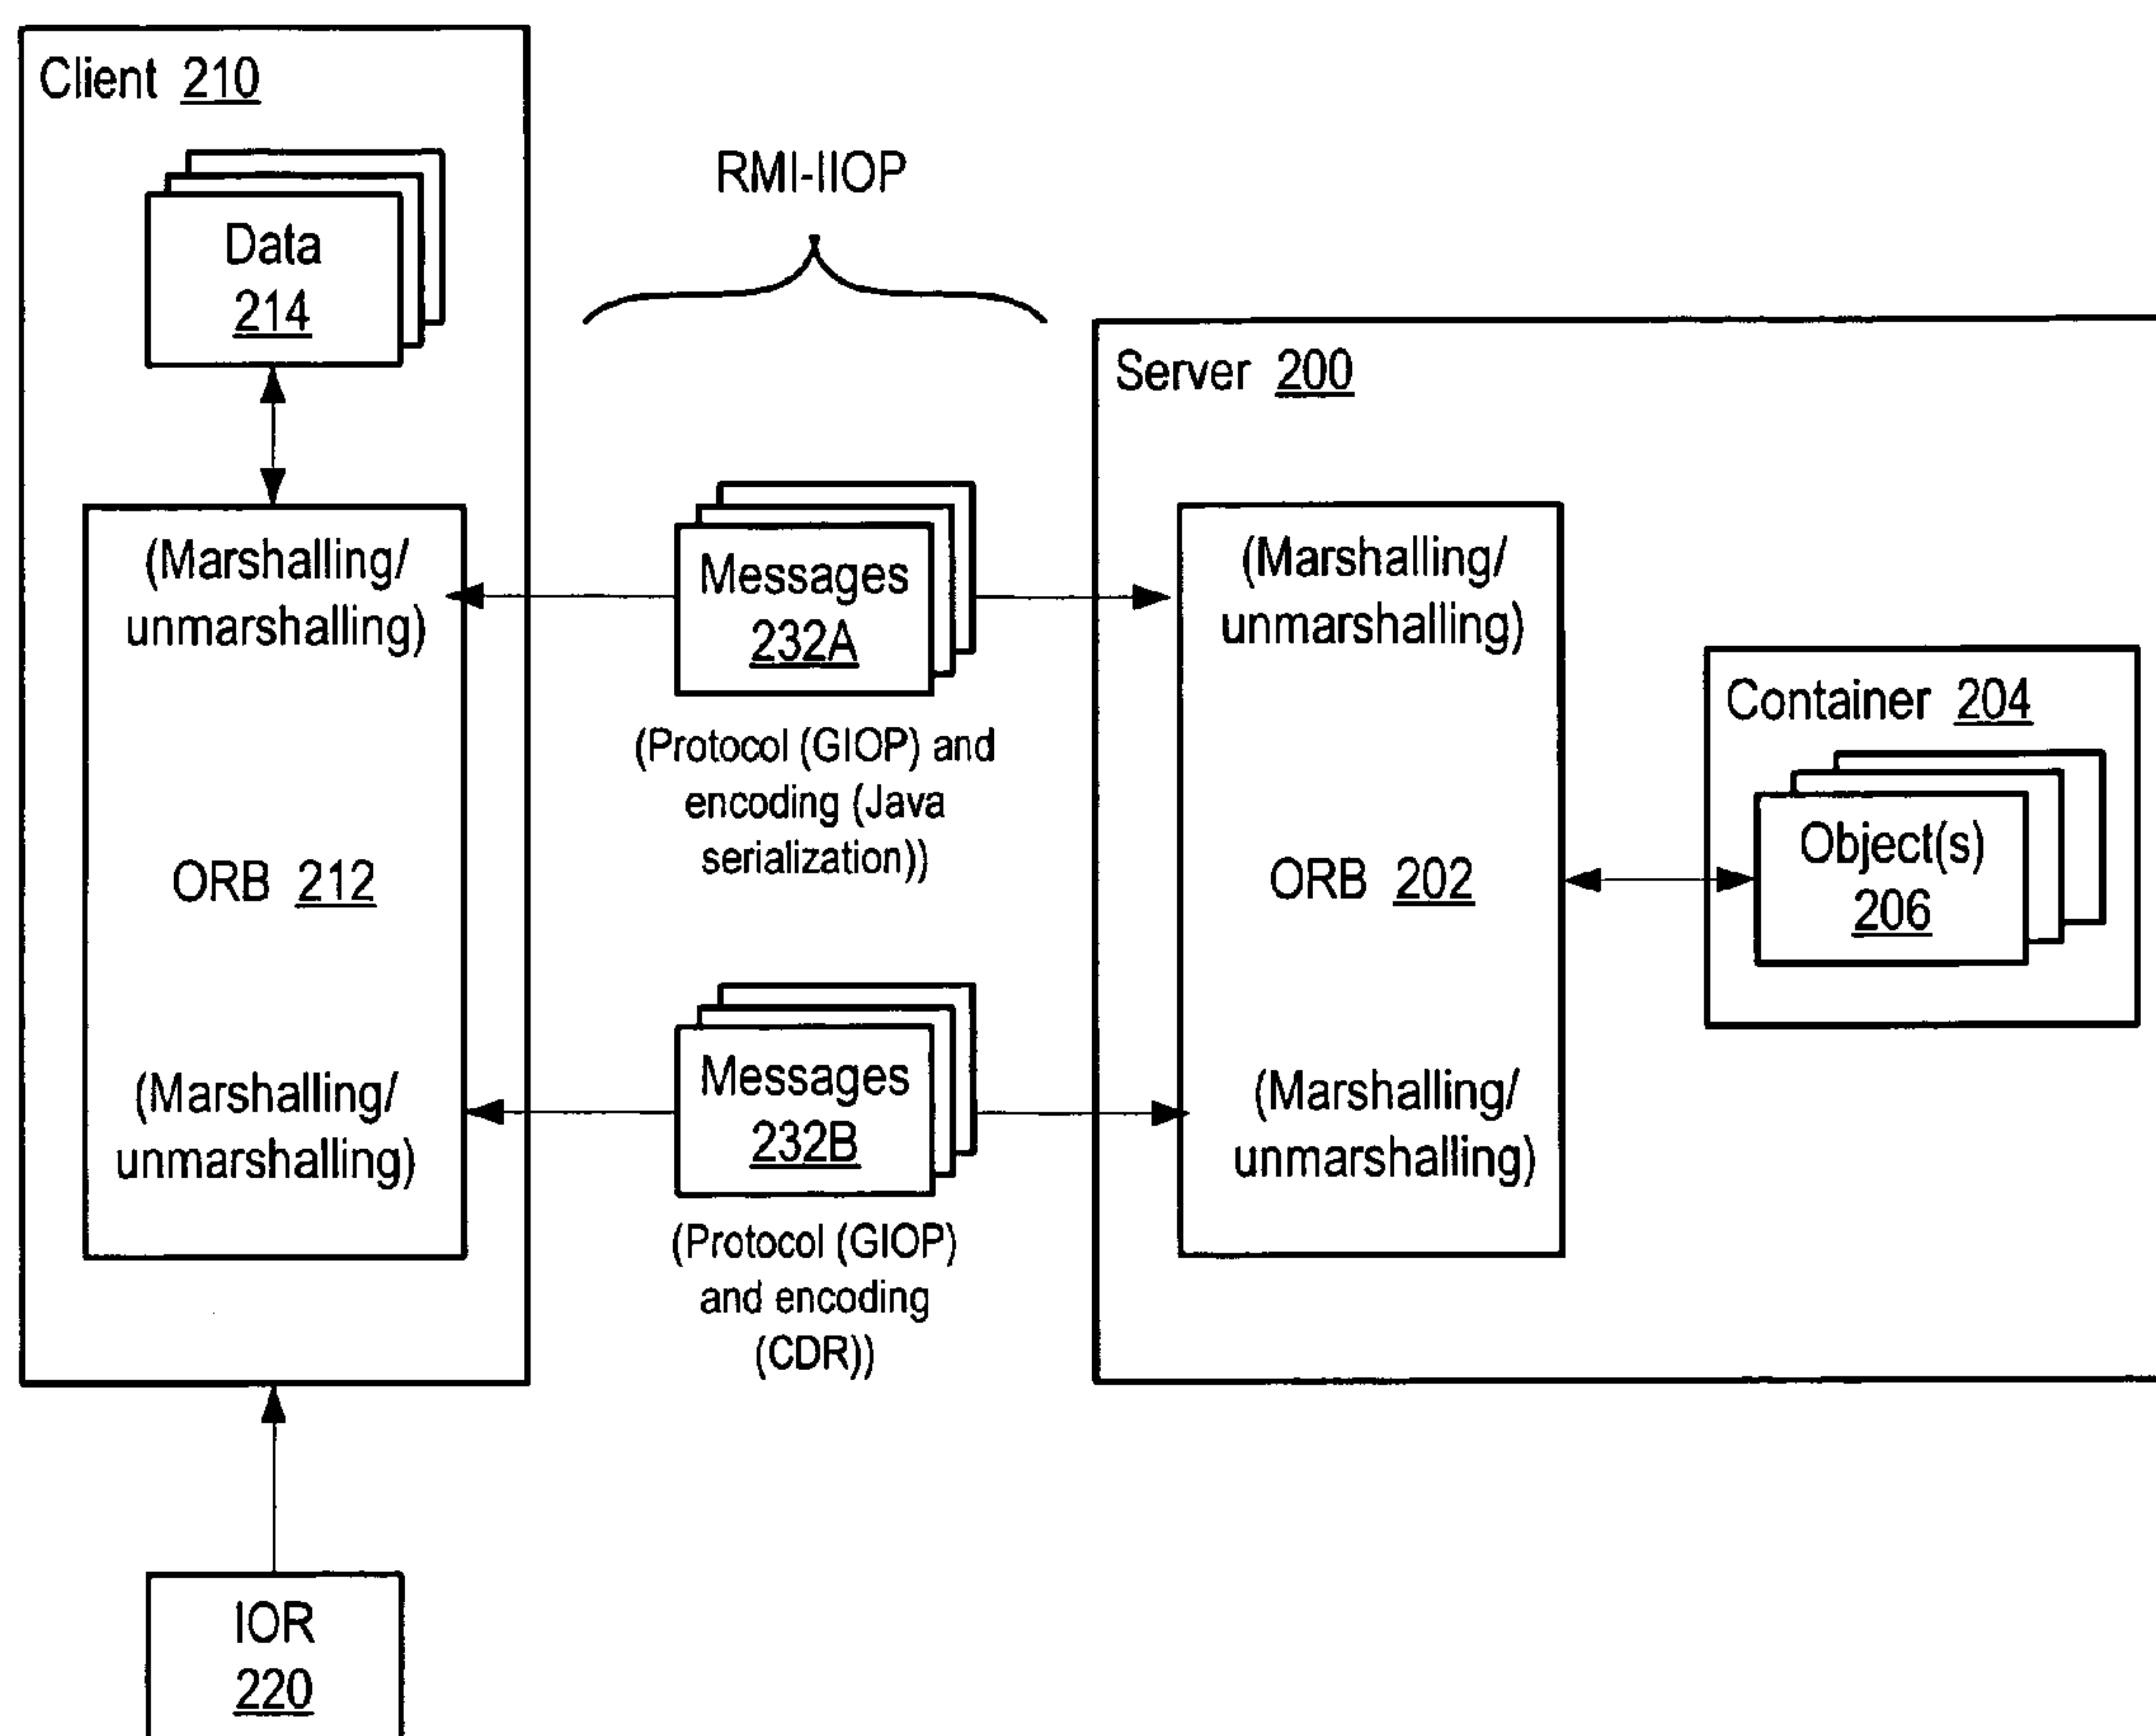 Client 210
Data
214
(Marshalling/
unmarshalling)
ORB 212
(Marshalling/
unmarshalling)
RMI-IIOP
Messages
232A
(Protocol (GIOP) and
encoding (Java
serialization))
Messages
232B
(Protocol (GIOP)
and encoding
(CDR))
Server 200
(Marshalling/
unmarshalling)
ORB 202
(Marshalling/
unmarshalling)
Container 204
Object(s)
206
IOR
220